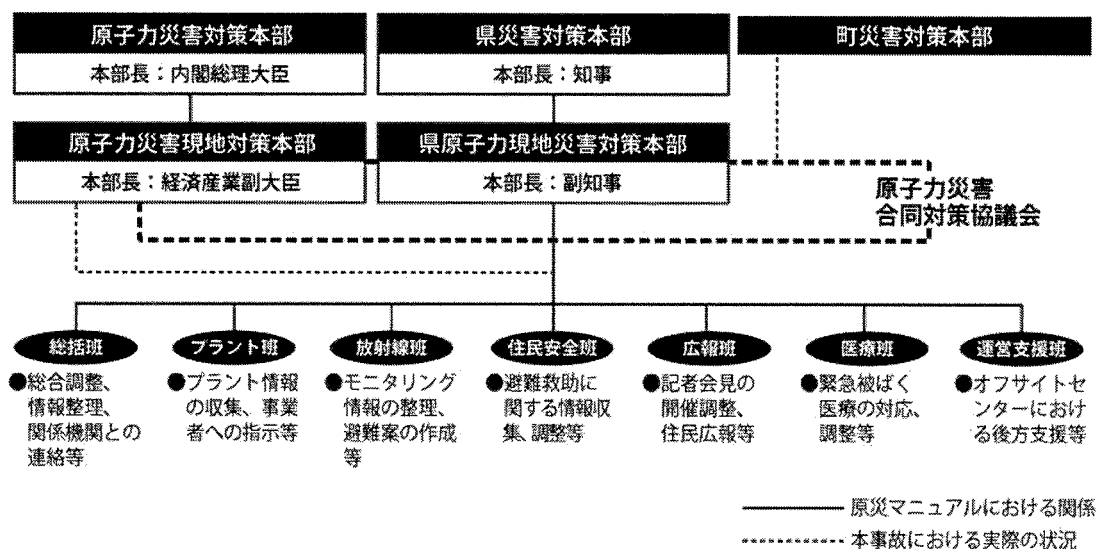 原子力災害対策本部
本部長：内閣総理大臣
県災害対策本部
本部長：知事
町災害対策本部
原子力災害現地対策本部
本部長：経済産業副大臣
県原子力現地災害対策本部
本部長：副知事
原子力災害
合同対策協議会
総括班
●総合調整、
情報整理、
関係機関との
連絡等
プラント班
●プラント情報
の収集、事業
者への指示等
放射線班
●モニタリング
情報の整理、
避難案の作成
等
住民安全班
●避難救助に
関する情報収
集、調整等
広報班
●記者会見の
開催調整、
住民広報等
医療班
●緊急被ばく
医療の対応、
調整等
運営支援班
●オフサイトセ
ンターにおけ
る後方支援等
原災マニュアルにおける関係
本事故における実際の状況